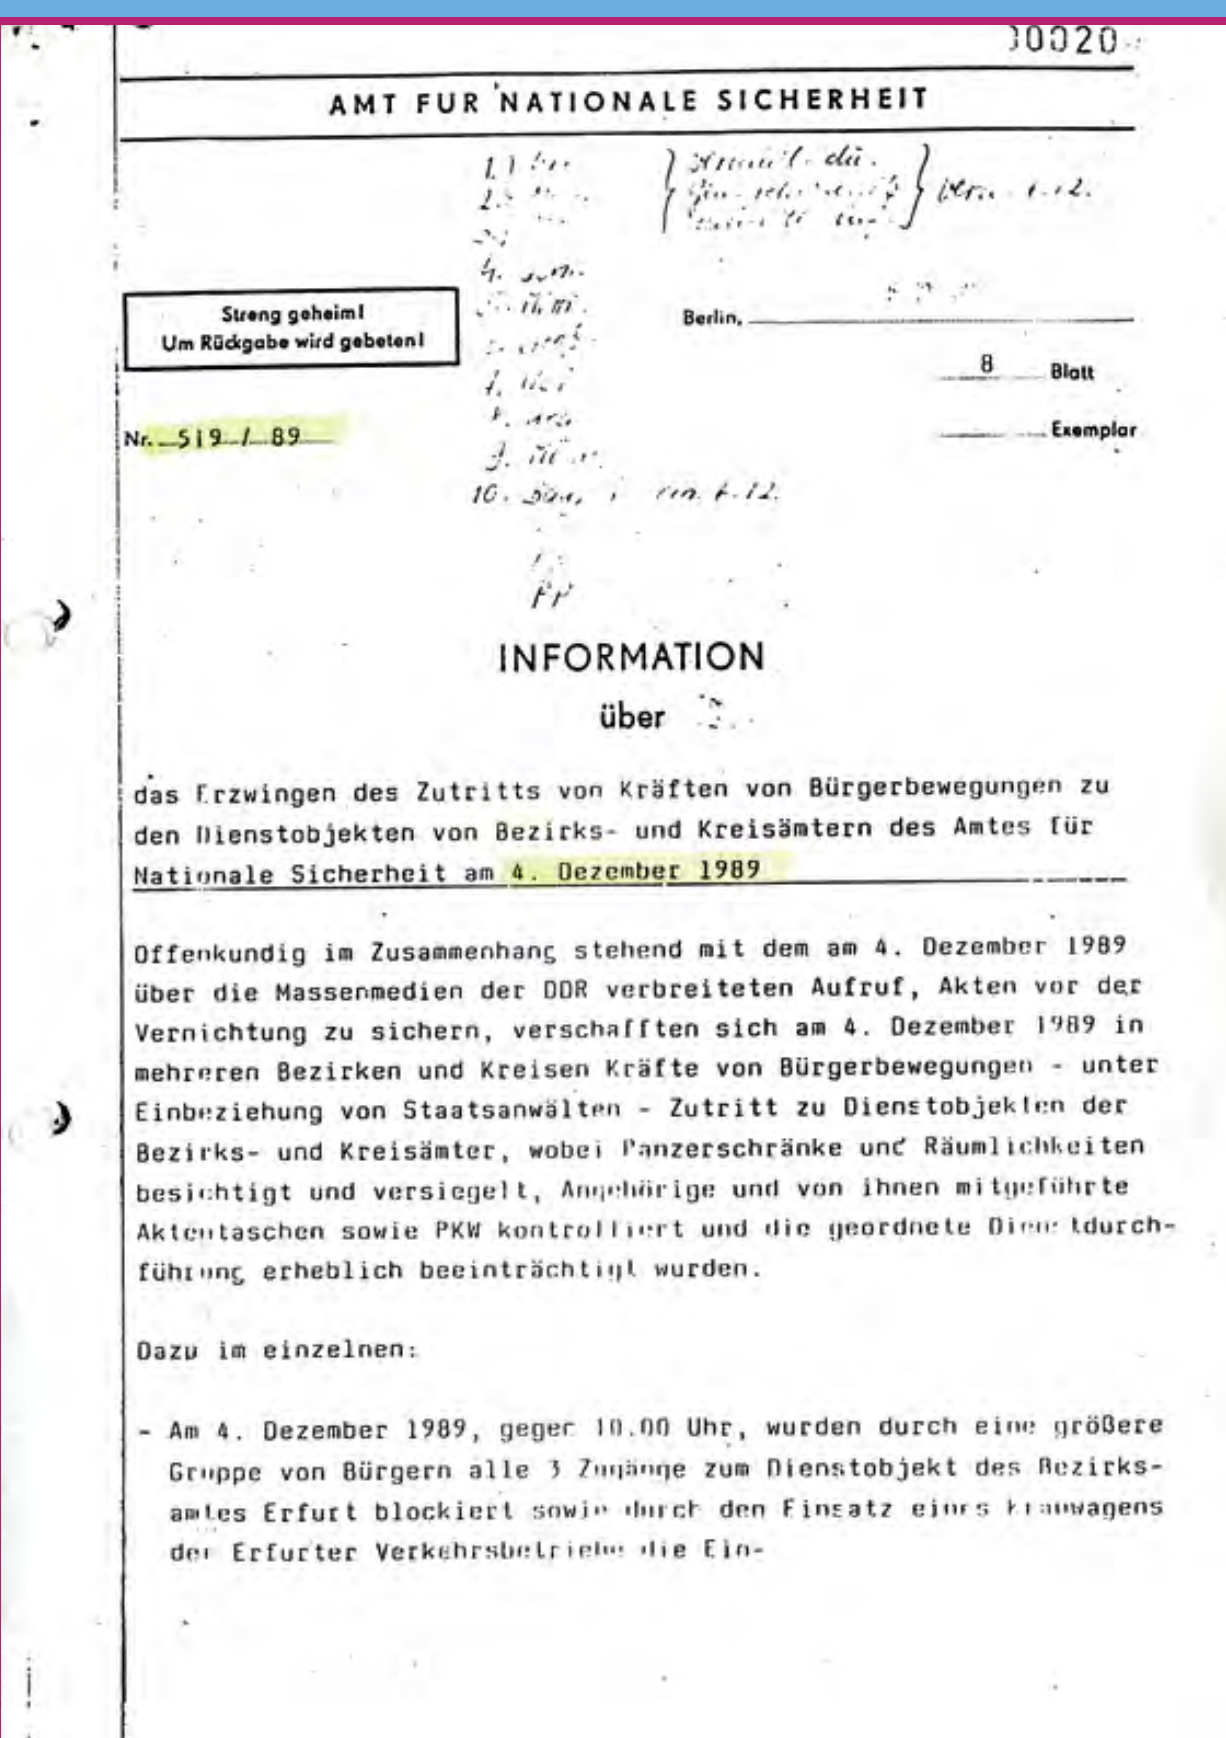 00020
AMT FUR NATIONALE SICHERHEIT
1.)
2.
4.
10. 6.12.
Streng geheim!
Um Rückgabe wird gebeten!
Berlin,
8 Blatt
Nr. 519 / 89
Exemplar
INFORMATION
über
das Erzwingen des Zutritts von Kräften von Bürgerbewegungen zu
den Dienstobjekten von Bezirks- und Kreisämtern des Amtes für
Nationale Sicherheit am 4. Dezember 1989
Offenkundig im Zusammenhang stehend mit dem am 4. Dezember 1989
über die Massenmedien der DDR verbreiteten Aufruf, Akten vor der
Vernichtung zu sichern, verschafften sich am 4. Dezember 1989 in
mehreren Bezirken und Kreisen Kräfte von Bürgerbewegungen - unter
Einbeziehung von Staatsanwälten - Zutritt zu Dienstobjekten der
Bezirks- und Kreisämter, wobei Panzerschränke und Räumlichkeiten
besichtigt und versiegelt, Angehörige und von ihnen mitgeführte
Aktentaschen sowie PKW kontrolliert und die geordnete Dienstdurch-
führung erheblich beeinträchtigt wurden.
Dazu im einzelnen:
- Am 4. Dezember 1989, gegen 10.00 Uhr, wurden durch eine größere
Gruppe von Bürgern alle 3 Zugänge zum Dienstobjekt des Bezirks-
amtes Erfurt blockiert sowie durch den Einsatz eines Kranwagens
der Erfurter Verkehrsbetriebe die Ein-